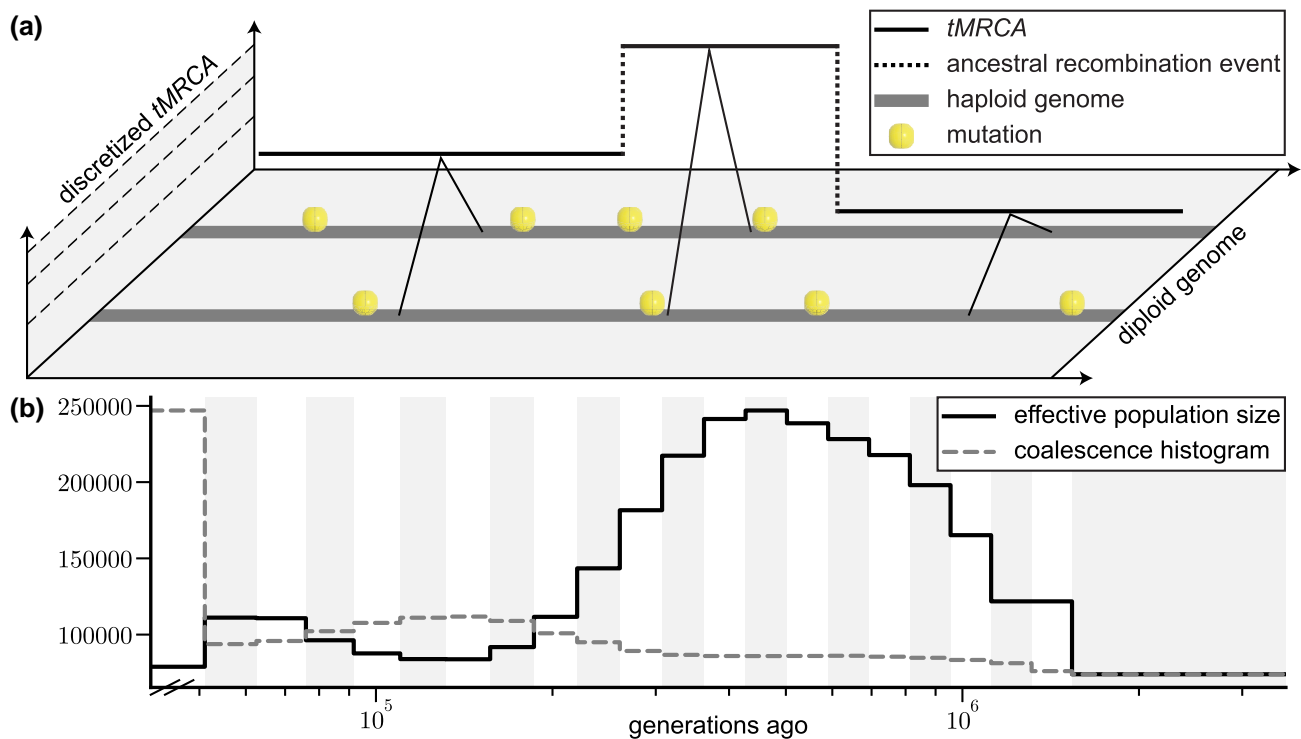 (a)
tMRCA
ancestral recombination event
haploid genome
mutation
discretized tMRCA
diploid genome
(b)
effective population size
coalescence histogram
250000
200000
150000
100000
10^5
10^6
generations ago